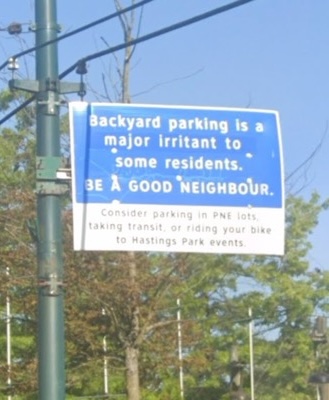 Backyard parking is a
major irritant to
some residents.
BE A GOOD NEIGHBOUR.
Consider parking in PNE lots,
taking transit, or riding your bike
to Hastings Park events.